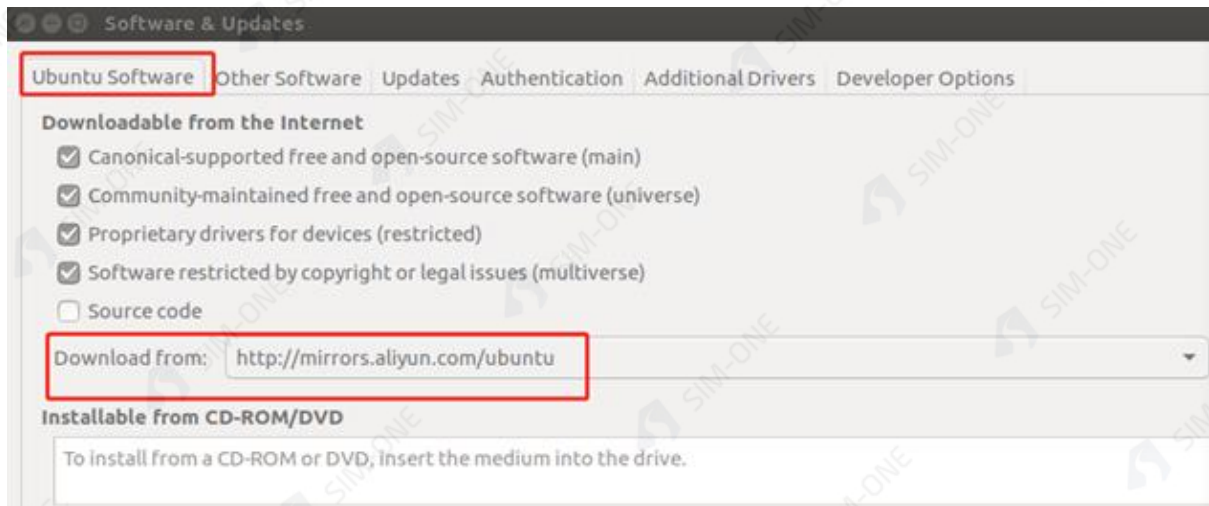 Software & Updates
Ubuntu Software Other Software Updates Authentication Additional Drivers Developer Options
Downloadable from the Internet
Canonical-supported free and open-source software (main)
Community-maintained free and open-source software (universe)
Proprietary drivers for devices (restricted)
Software restricted by copyright or legal issues (multiverse)
Source code
Download from: http://mirrors.aliyun.com/ubuntu
Installable from CD-ROM/DVD
To install from a CD-ROM or DVD, insert the medium into the drive.
SIM-ONE